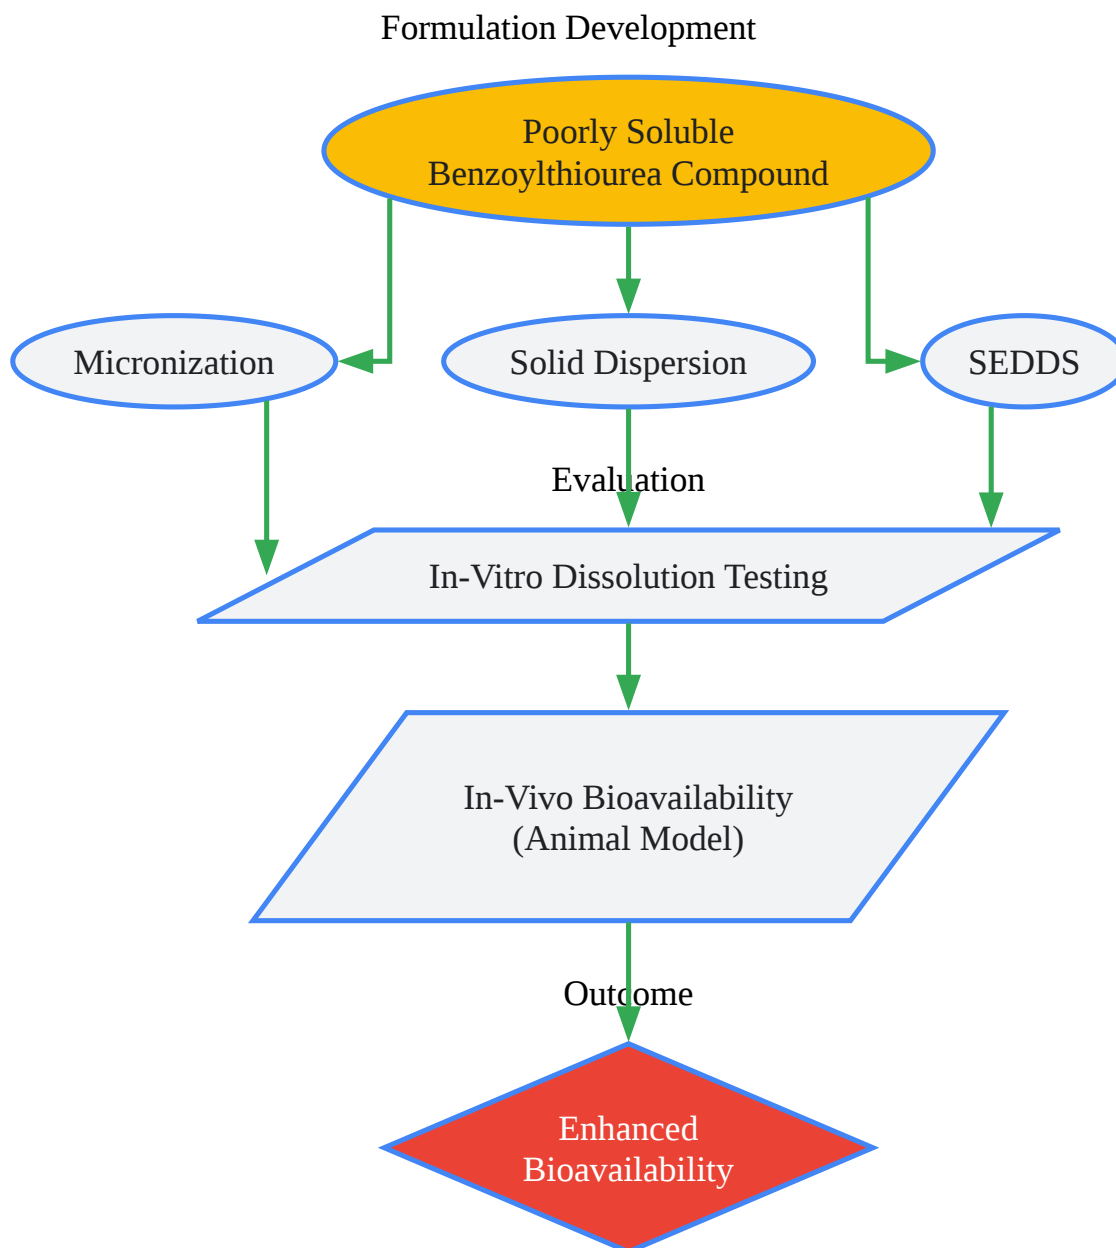 Formulation Development
Poorly Soluble
Benzoylthiourea Compound
Micronization
Solid Dispersion
SEDDS
Evaluation
In-Vitro Dissolution Testing
In-Vivo Bioavailability
(Animal Model)
Outcome
Enhanced
Bioavailability